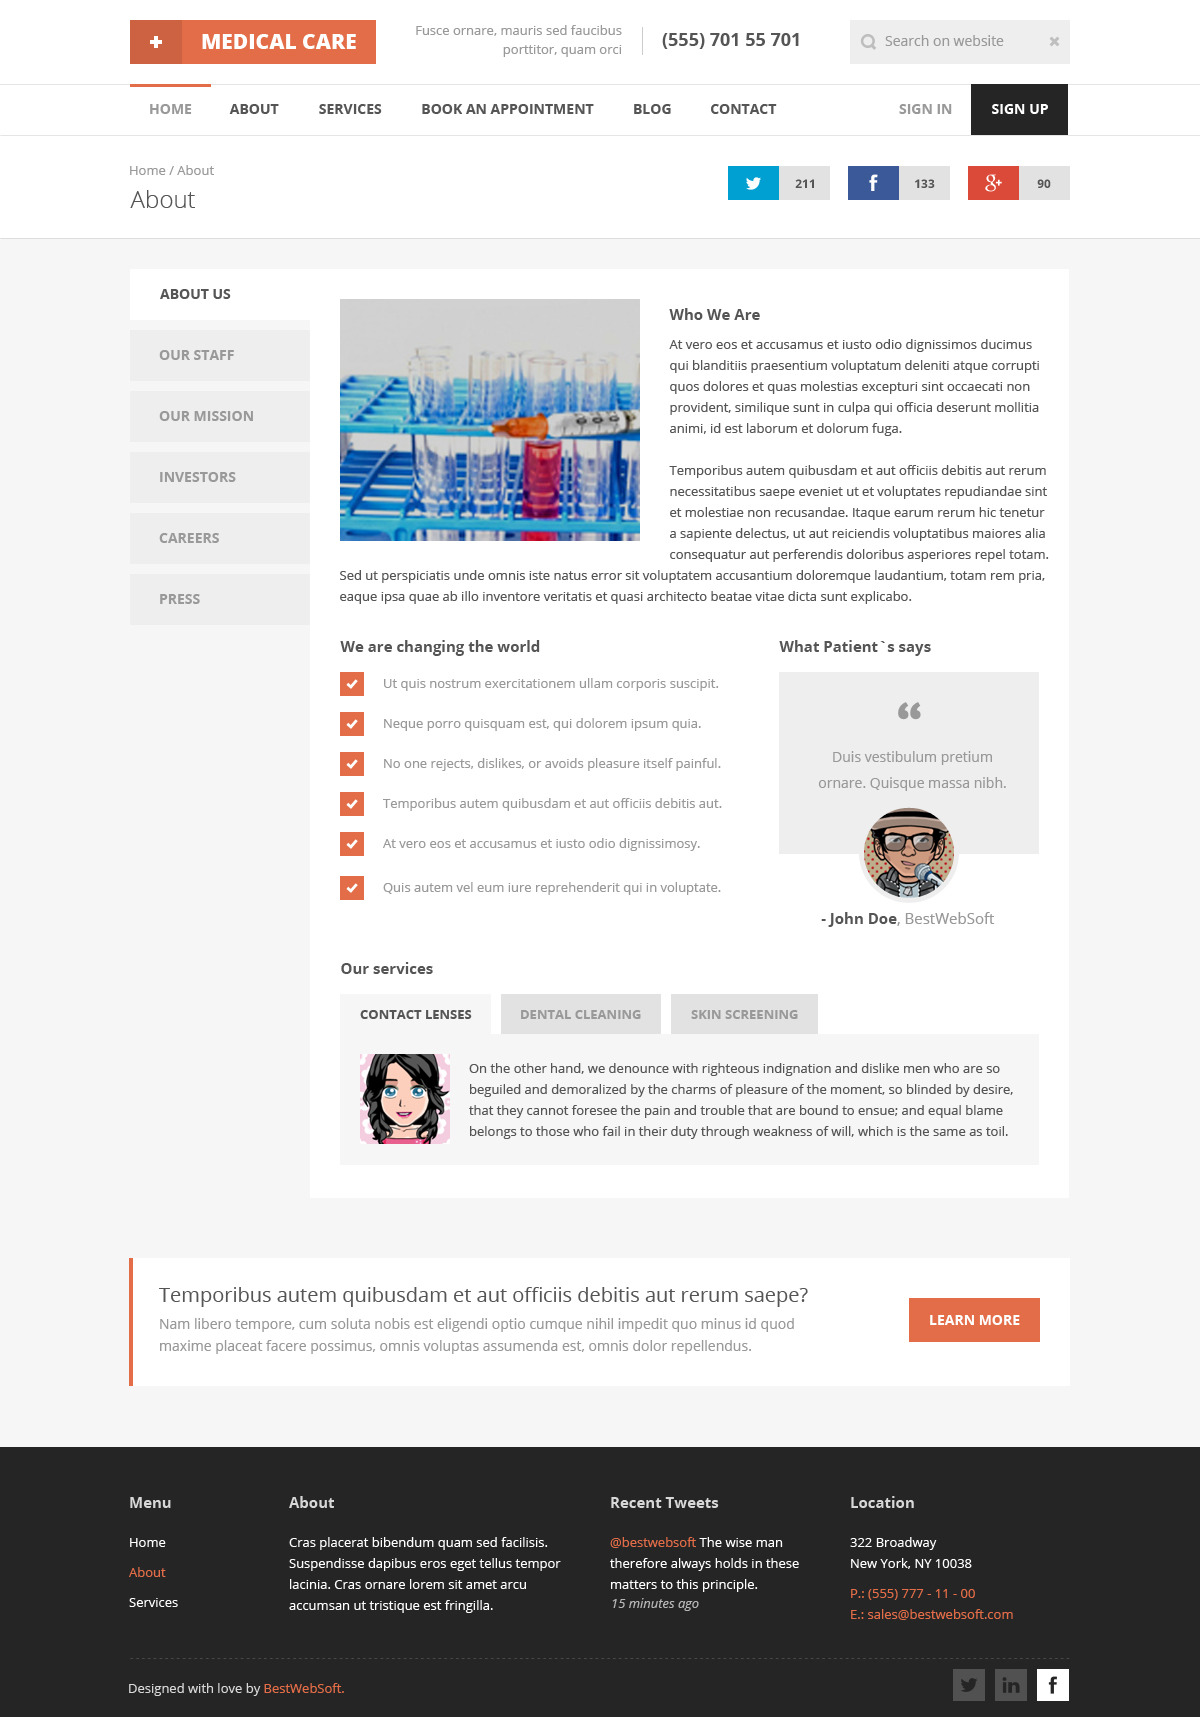 MEDICAL CARE
Fusce ornare, mauris sed faucibus
porttitor, quam orci
(555) 701 55 701
Search on website
HOME
ABOUT
SERVICES
BOOK AN APPOINTMENT
BLOG
CONTACT
SIGN IN
SIGN UP
Home / About
About
211
133
90
ABOUT US
OUR STAFF
OUR MISSION
INVESTORS
CAREERS
PRESS
Who We Are
At vero eos et accusamus et iusto odio dignissimos ducimus
qui blanditiis praesentium voluptatum deleniti atque corrupti
quos dolores et quas molestias excepturi sint occaecati non
provident, similique sunt in culpa qui officia deserunt mollitia
animi, id est laborum et dolorum fuga.
Temporibus autem quibusdam et aut officiis debitis aut rerum
necessitatibus saepe eveniet ut et voluptates repudiandae sint
et molestiae non recusandae. Itaque earum rerum hic tenetur
a sapiente delectus, ut aut reiciendis voluptatibus maiores alia
consequatur aut perferendis doloribus asperiores repel totam.
Sed ut perspiciatis unde omnis iste natus error sit voluptatem accusantium doloremque laudantium, totam rem pria,
eaque ipsa quae ab illo inventore veritatis et quasi architecto beatae vitae dicta sunt explicabo.
We are changing the world
Ut quis nostrum exercitationem ullam corporis suscipit.
Neque porro quisquam est, qui dolorem ipsum quia.
No one rejects, dislikes, or avoids pleasure itself painful.
Temporibus autem quibusdam et aut officiis debitis aut.
At vero eos et accusamus et iusto odio dignissimosy.
Quis autem vel eum iure reprehenderit qui in voluptate.
What Patient`s says
“
Duis vestibulum pretium
ornare. Quisque massa nibh.
- John Doe, BestWebSoft
Our services
CONTACT LENSES
DENTAL CLEANING
SKIN SCREENING
On the other hand, we denounce with righteous indignation and dislike men who are so
beguiled and demoralized by the charms of pleasure of the moment, so blinded by desire,
that they cannot foresee the pain and trouble that are bound to ensue; and equal blame
belongs to those who fail in their duty through weakness of will, which is the same as toil.
Temporibus autem quibusdam et aut officiis debitis aut rerum saepe?
Nam libero tempore, cum soluta nobis est eligendi optio cumque nihil impedit quo minus id quod
maxime placeat facere possimus, omnis voluptas assumenda est, omnis dolor repellendus.
LEARN MORE
Menu
Home
About
Services
About
Cras placerat bibendum quam sed facilisis.
Suspendisse dapibus eros eget tellus tempor
lacinia. Cras ornare lorem sit amet arcu
accumsan ut tristique est fringilla.
Recent Tweets
@bestwebsoft The wise man
therefore always holds in these
matters to this principle.
15 minutes ago
Location
322 Broadway
New York, NY 10038
P.: (555) 777 - 11 - 00
E.: sales@bestwebsoft.com
Designed with love by BestWebSoft.